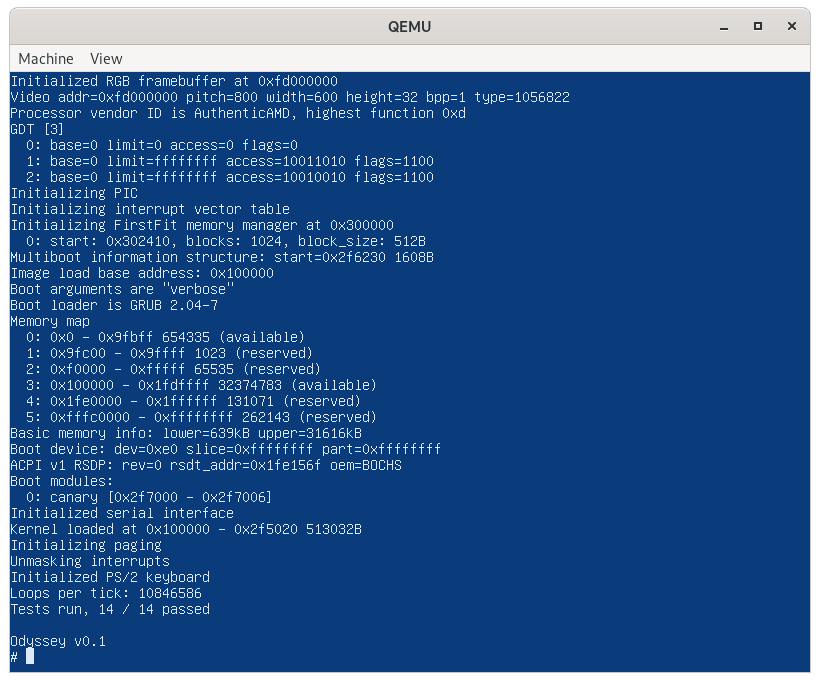 QEMU
Machine View
Initialized RGB framebuffer at 0xfd000000
Video addr=0xfd000000 pitch=800 width=600 height=32 bpp=1 type=1056822
Processor vendor ID is AuthenticAMD, highest function 0xd
GDT [3]
  0: base=0 limit=0 access=0 flags=0
  1: base=0 limit=ffffffff access=10011010 flags=1100
  2: base=0 limit=ffffffff access=10010010 flags=1100
Initializing PIC
Initializing interrupt vector table
Initializing FirstFit memory manager at 0x300000
  0: start: 0x302410, blocks: 1024, block_size: 512B
Multiboot information structure: start=0x2f6230 1608B
Image load base address: 0x100000
Boot arguments are "verbose"
Boot loader is GRUB 2.04-7
Memory map
  0: 0x0 - 0x9fbff 654335 (available)
  1: 0x9fc00 - 0x9ffff 1023 (reserved)
  2: 0xf0000 - 0xfffff 65535 (reserved)
  3: 0x100000 - 0x1fdffff 32374783 (available)
  4: 0x1fe0000 - 0x1ffffff 131071 (reserved)
  5: 0xfffc0000 - 0xffffffff 262143 (reserved)
Basic memory info: lower=639kB upper=31616kB
Boot device: dev=0xe0 slice=0xffffffff part=0xffffffff
ACPI v1 RSDP: rev=0 rsdt_addr=0x1fe156f oem=BOCHS
Boot modules:
  0: canary [0x2f7000 - 0x2f7006]
Initialized serial interface
Kernel loaded at 0x100000 - 0x2f5020 513032B
Initializing paging
Unmasking interrupts
Initialized PS/2 keyboard
Loops per tick: 10846586
Tests run, 14 / 14 passed
Odyssey v0.1
#